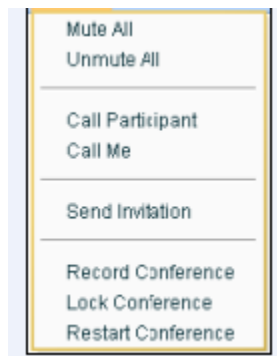 Mute All
Unmute All
Call Participant
Call Me
Send Invitation
Record Conference
Lock Conference
Restart Conference